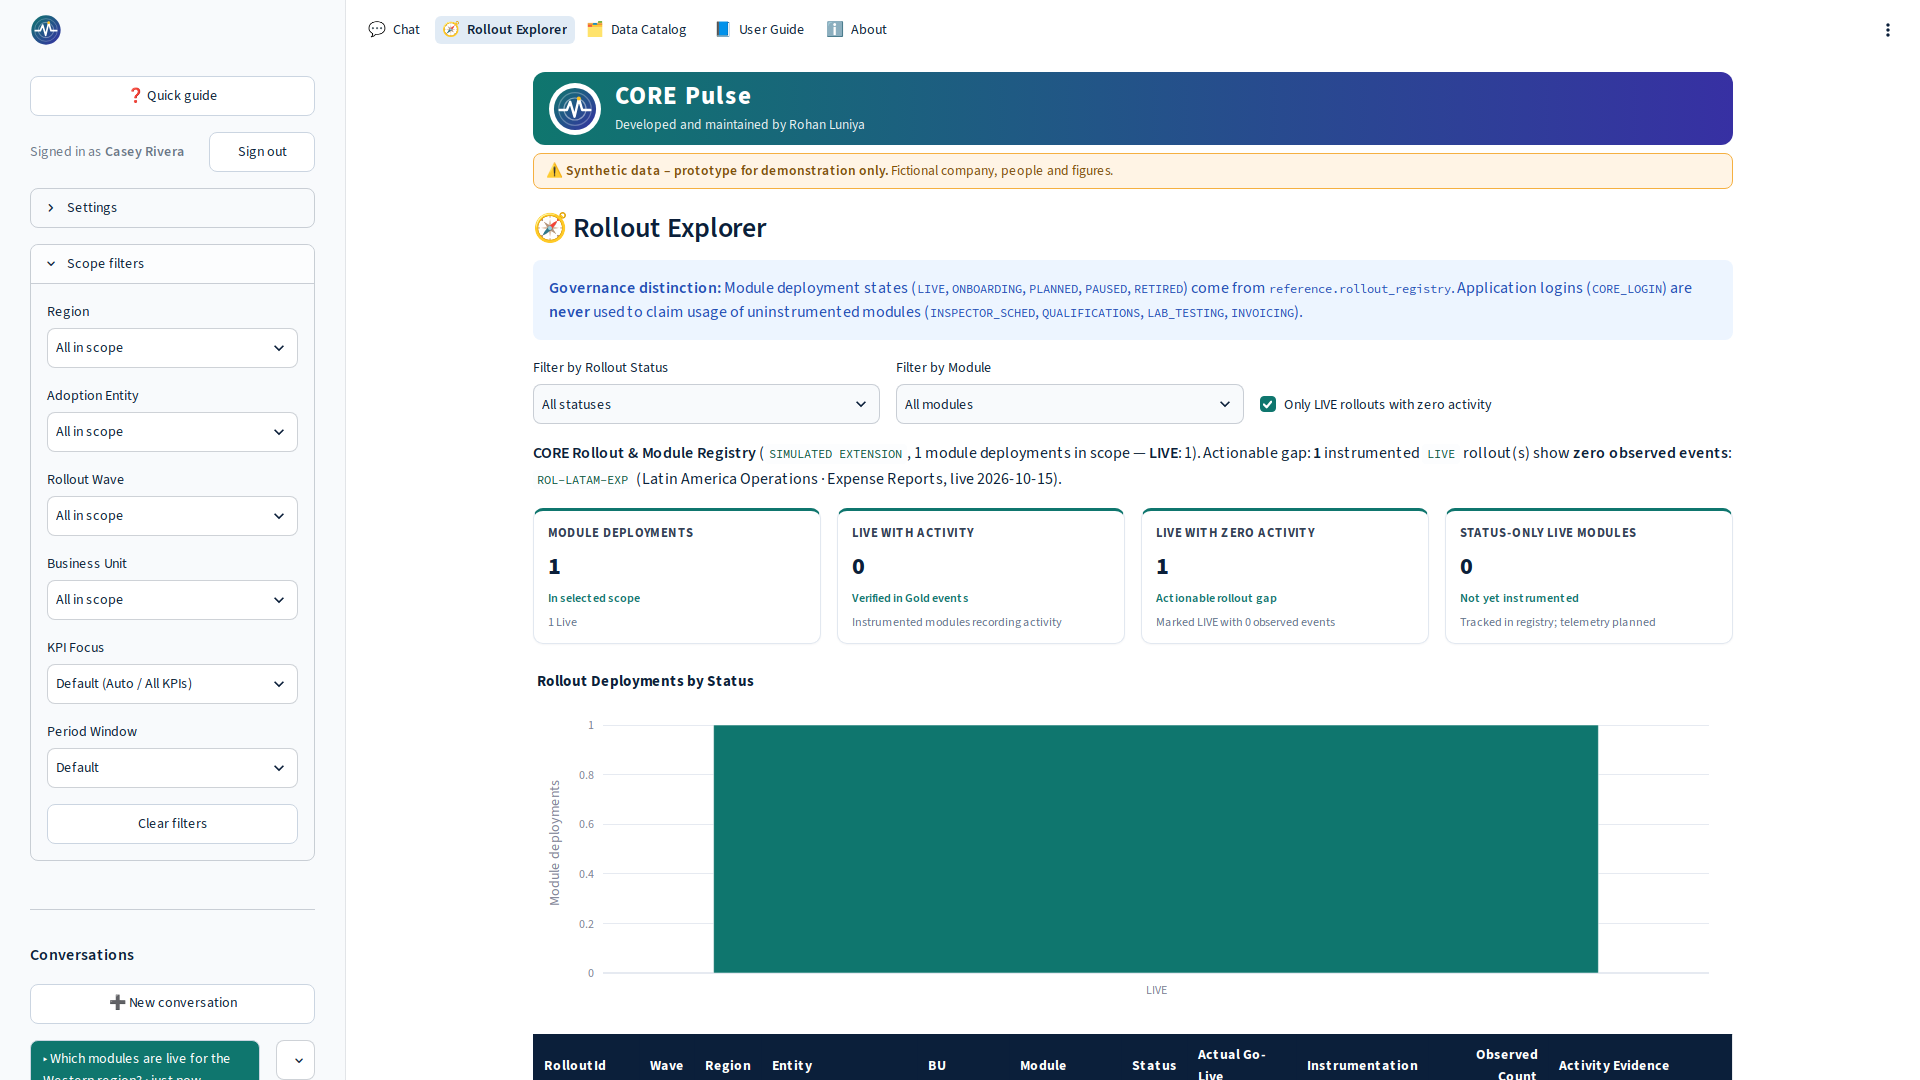 ❓ Quick guide
Signed in as Casey Rivera
Sign out
Settings
Scope filters
Region
All in scope
Adoption Entity
All in scope
Rollout Wave
All in scope
Business Unit
All in scope
KPI Focus
Default (Auto / All KPIs)
Period Window
Default
Clear filters
Conversations
➕ New conversation
▸ Which modules are live for the
Western region? · just now
💬 Chat
🧭 Rollout Explorer
🗂️ Data Catalog
📘 User Guide
ℹ️ About
CORE Pulse
Developed and maintained by Rohan Luniya
⚠️ Synthetic data – prototype for demonstration only. Fictional company, people and figures.
🧭 Rollout Explorer
Governance distinction: Module deployment states (LIVE, ONBOARDING, PLANNED, PAUSED, RETIRED) come from reference.rollout_registry. Application logins (CORE_LOGIN) are
never used to claim usage of uninstrumented modules (INSPECTOR_SCHED, QUALIFICATIONS, LAB_TESTING, INVOICING).
Filter by Rollout Status
All statuses
Filter by Module
All modules
Only LIVE rollouts with zero activity
CORE Rollout & Module Registry ( SIMULATED EXTENSION , 1 module deployments in scope — LIVE: 1). Actionable gap: 1 instrumented LIVE rollout(s) show zero observed events:
ROL-LATAM-EXP (Latin America Operations · Expense Reports, live 2026-10-15).
MODULE DEPLOYMENTS
1
In selected scope
1 Live
LIVE WITH ACTIVITY
0
Verified in Gold events
Instrumented modules recording activity
LIVE WITH ZERO ACTIVITY
1
Actionable rollout gap
Marked LIVE with 0 observed events
STATUS-ONLY LIVE MODULES
0
Not yet instrumented
Tracked in registry; telemetry planned
Rollout Deployments by Status
Module deployments
1
0.8
0.6
0.4
0.2
0
LIVE
Rollout Id
Wave
Region
Entity
BU
Module
Status
Actual Go-
Live
Instrumentation
Observed
Count
Activity Evidence